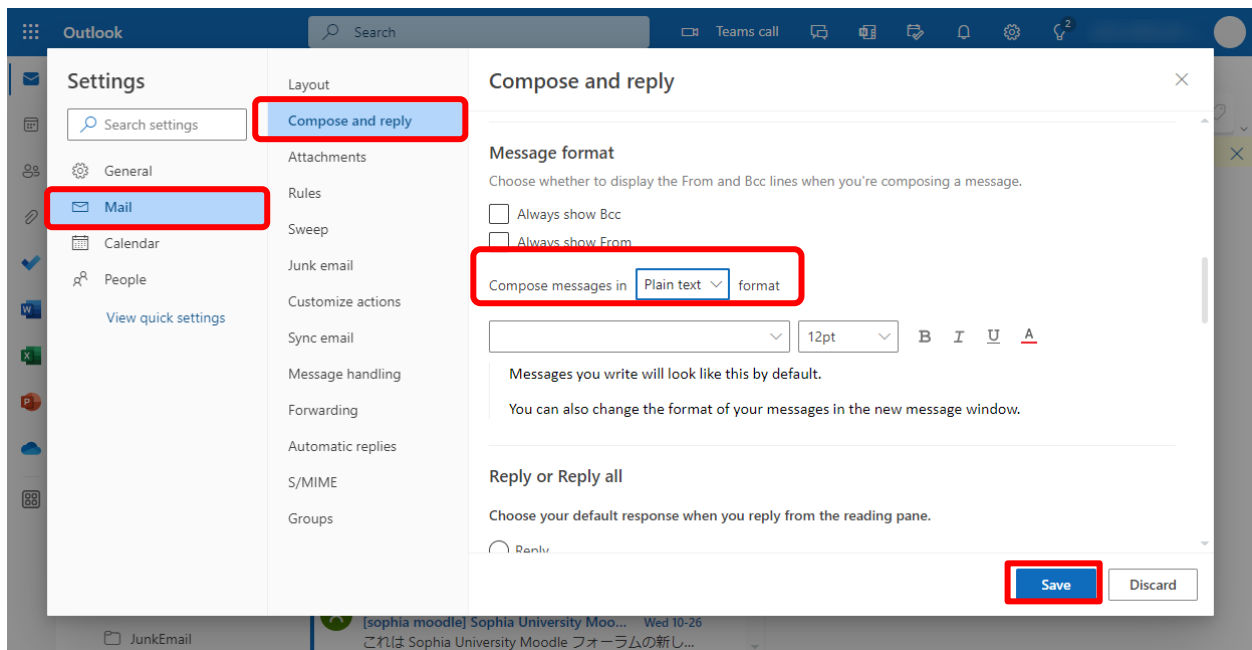 Outlook
Search
Teams call
2
Settings
Search settings
General
Mail
Calendar
People
View quick settings
Layout
Compose and reply
Attachments
Rules
Sweep
Junk email
Customize actions
Sync email
Message handling
Forwarding
Automatic replies
S/MIME
Groups
Compose and reply
Message format
Choose whether to display the From and Bcc lines when you're composing a message.
Always show Bcc
Always show From
Compose messages in Plain text format
12pt B I U A
Messages you write will look like this by default.
You can also change the format of your messages in the new message window.
Reply or Reply all
Choose your default response when you reply from the reading pane.
Reply
Save Discard
JunkEmail
[sophia moodle] Sophia University Moo... Wed 10-26
これは Sophia University Moodle フォーラムの新し...